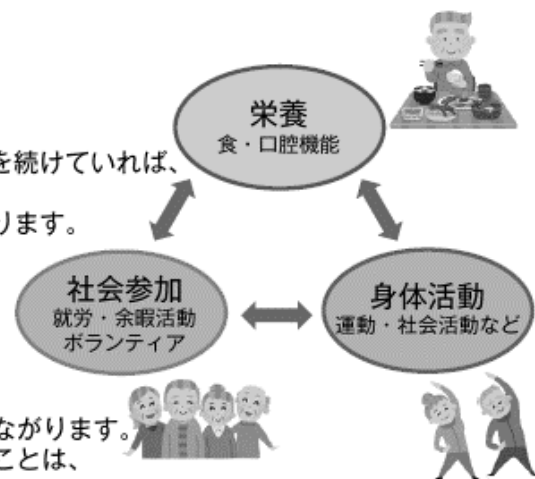 栄養
食・口腔機能
を続けていれば、
ります。
社会参加
就労・余暇活動
ボランティア
身体活動
運動・社会活動など
ながります。
ことは、